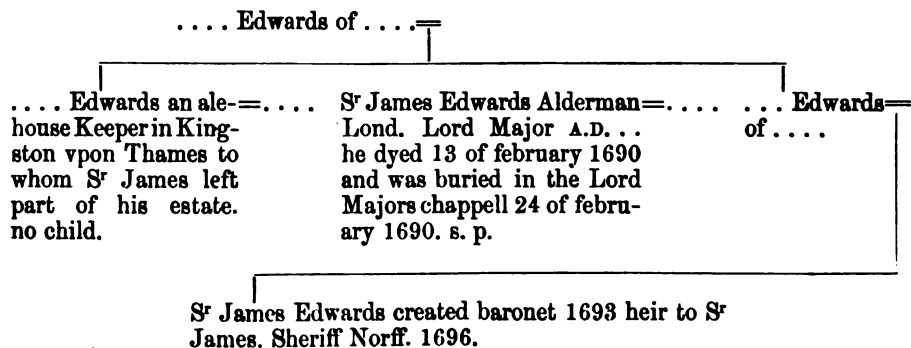 . . . . Edwards of . . . .=
. . . . Edwards an ale-=. . . .
house Keeper in King-
ston vpon Thames to
whom Sʳ James left
part of his estate.
no child.
Sʳ James Edwards Alderman=. . . .
Lond. Lord Major A.D. . .
he dyed 13 of february 1690
and was buried in the Lord
Majors chappell 24 of febru-
ary 1690. s. p.
. . . Edwards=
of . . . .
Sʳ James Edwards created baronet 1693 heir to Sʳ
James. Sheriff Norff. 1696.